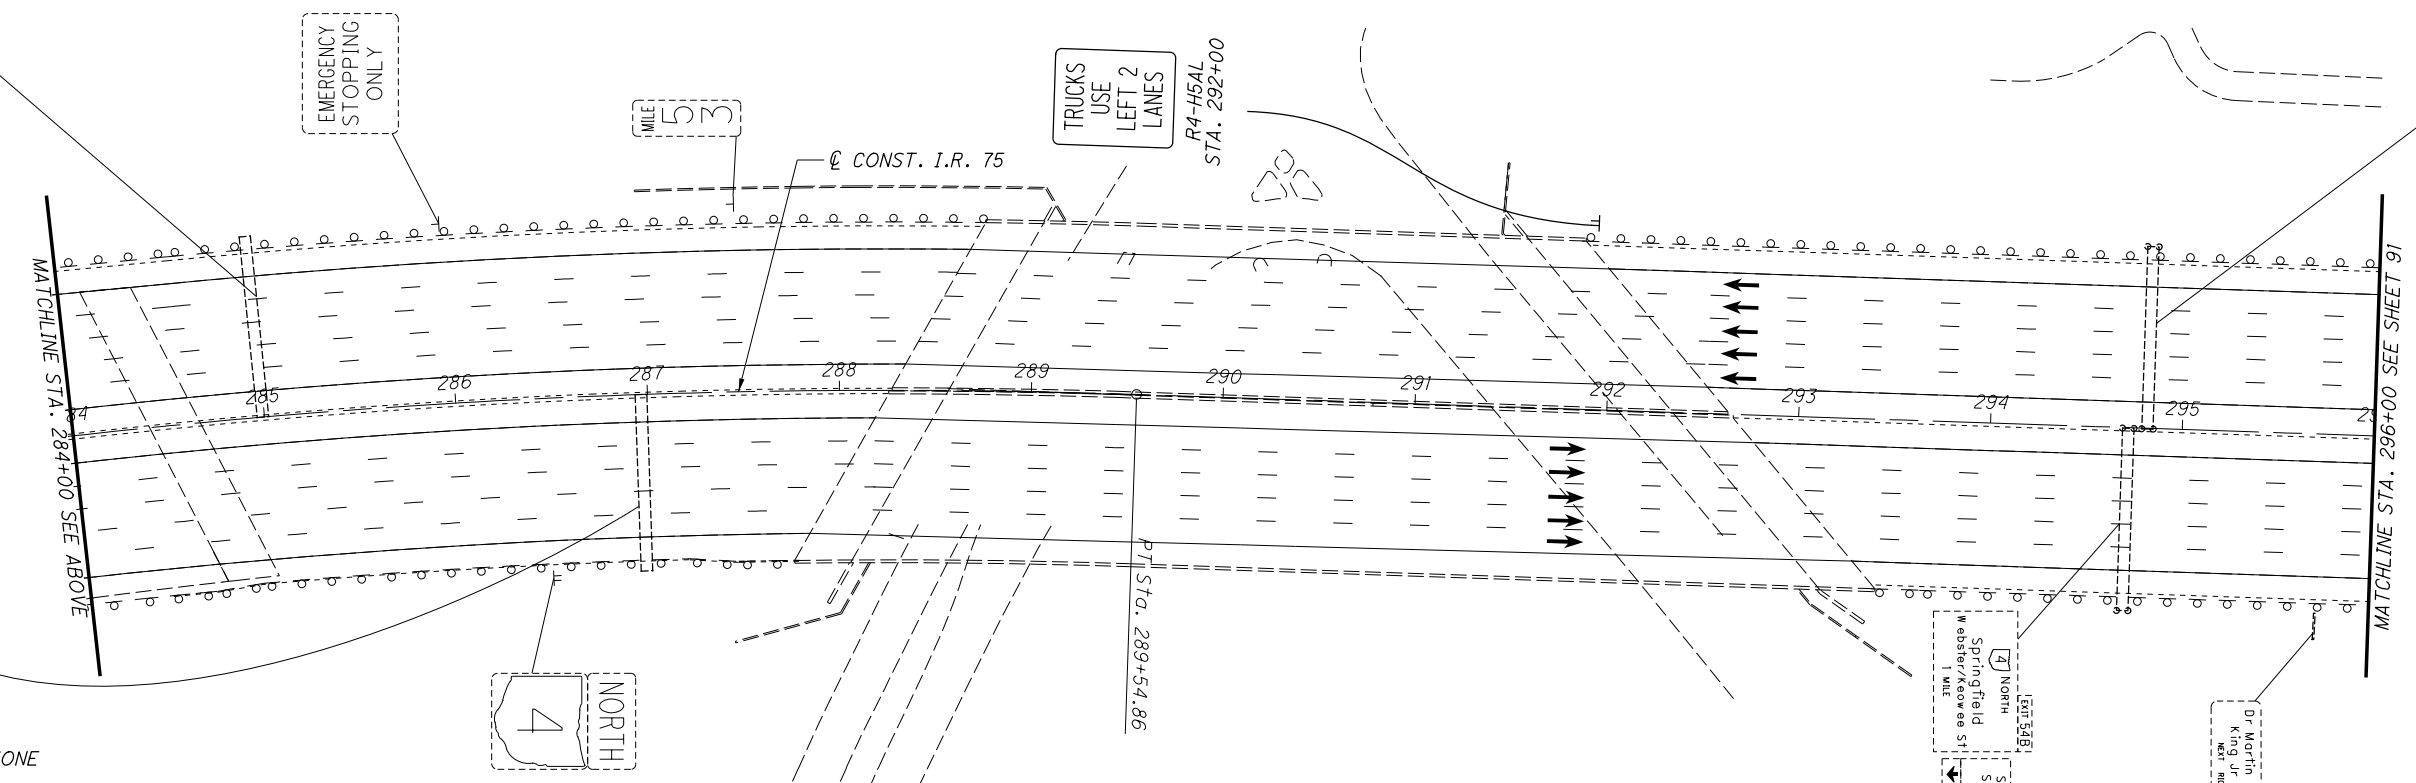 EMERGENCY
STOPPING
ONLY
MILE
53
TRUCKS
USE
LEFT 2
LANES
R4-H5AL
STA. 292+00
℄ CONST. I.R. 75
MATCHLINE STA. 284+00 SEE ABOVE
MATCHLINE STA. 296+00 SEE SHEET 91
84
285
286
287
288
289
290
291
292
293
294
295
29
PT Sta. 289+54.86
NORTH
4
EXIT 54B
4 NORTH
Springfield
Webster/Keowee St
1 MILE
Dr Martin
King Jr
NEXT
ONE